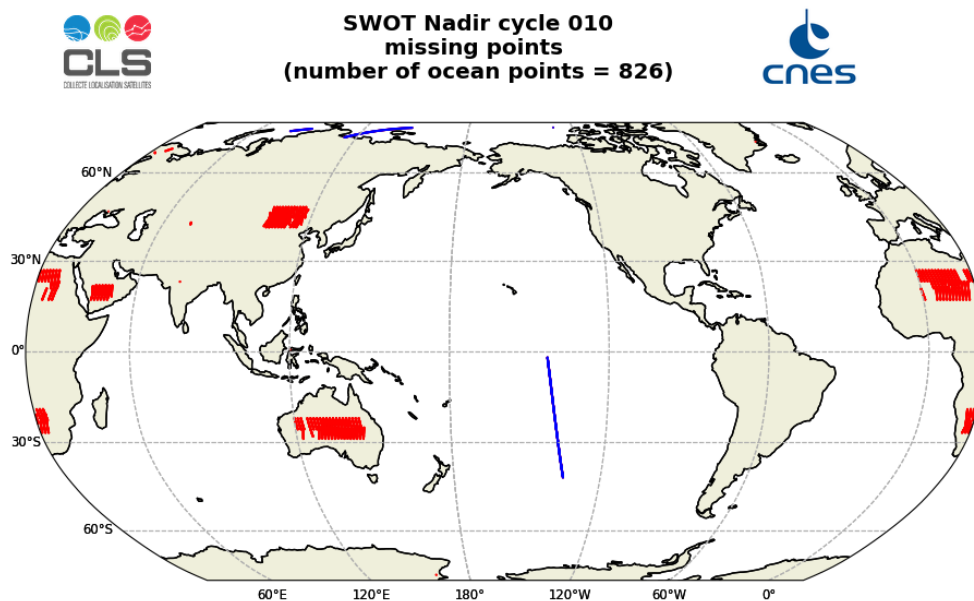 SWOT Nadir cycle 010
missing points
(number of ocean points = 826)
CLS
COLLECTE LOCALISATION SATELLITES
cnes
60°N
30°N
0°
30°S
60°S
60°E 120°E 180° 120°W 60°W 0°